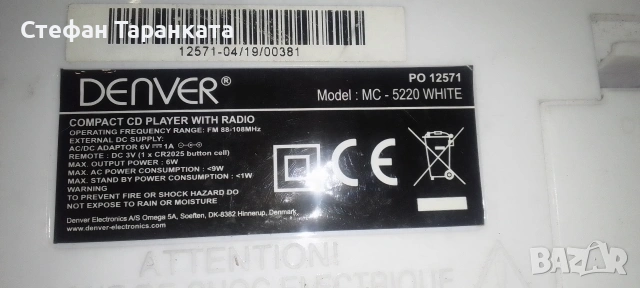 Стефан Таранката
12571-04/19/00381
DENVER®
PO 12571
Model : MC - 5220 WHITE
COMPACT CD PLAYER WITH RADIO
OPERATING FREQUENCY RANGE: FM 88-108MHz
EXTERNAL DC SUPPLY:
AC/DC ADAPTOR 6V ⎓ 1A
REMOTE : DC 3V (1 x CR2025 button cell)
MAX. OUTPUT POWER : 6W
MAX. AC POWER CONSUMPTION : <9W
MAX. STAND BY POWER CONSUMPTION : <1W
WARNING
TO PREVENT FIRE OR SHOCK HAZARD DO
NOT EXPOSE TO RAIN OR MOISTURE
Denver Electronics A/S Omega 5A, Soeften, DK-8382 Hinnerup, Denmark.
www.denver-electronics.com
CE
ATTENTION!
CHOC ELECTRIQUE
BAZAR